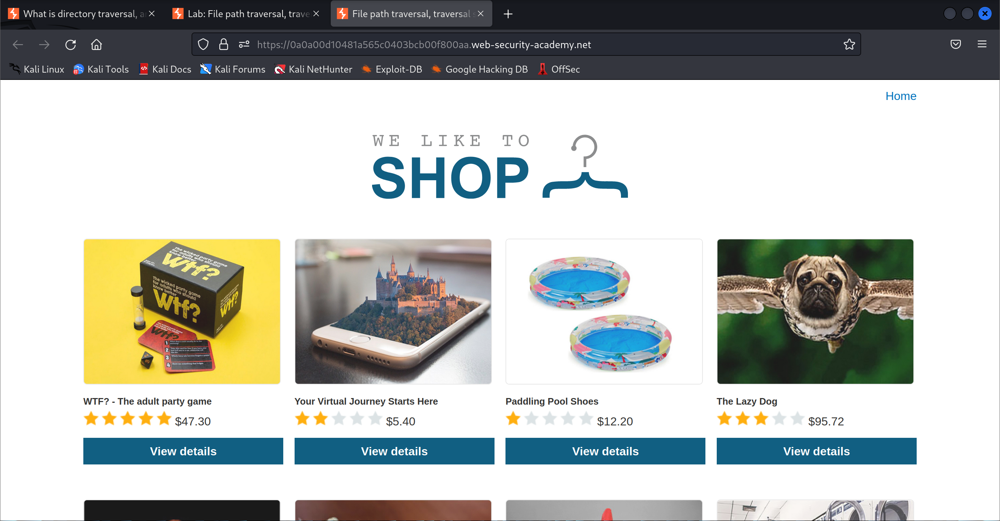 What is directory traversal, a
Lab: File path traversal, trave
File path traversal, traversal s
https://0a0a00d10481a565c0403bcb00f800aa.web-security-academy.net
Kali Linux
Kali Tools
Kali Docs
Kali Forums
Kali NetHunter
Exploit-DB
Google Hacking DB
OffSec
Home
WE LIKE TO
SHOP
The wicked party game
for adults who should
know better
Wtf?
The wicked party game
for adults who should
know better
Wtf?
Wtf?
Wtf?
1
2
3
4
WTF? - The adult party game
$47.30
View details
Your Virtual Journey Starts Here
$5.40
View details
Paddling Pool Shoes
$12.20
View details
The Lazy Dog
$95.72
View details